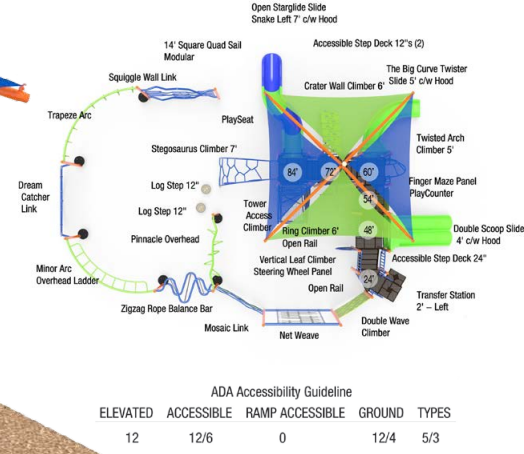 Open Starglide Slide
Snake Left 7' c/w Hood
14' Square Quad Sail
Modular
Accessible Step Deck 12"s (2)
The Big Curve Twister
Slide 5' c/w Hood
Squiggle Wall Link
Crater Wall Climber 6'
Trapeze Arc
PlaySeat
Twisted Arch
Climber 5'
Stegosaurus Climber 7'
84"
72"
60"
Finger Maze Panel
PlayCounter
Dream
Catcher
Link
Log Step 12"
54"
Log Step 12"
Tower
Access
Climber
Ring Climber 6'
48"
Double Scoop Slide
4' c/w Hood
Pinnacle Overhead
Open Rail
Accessible Step Deck 24"
Vertical Leaf Climber
Steering Wheel Panel
Minor Arc
Overhead Ladder
24"
Open Rail
Transfer Station
2' – Left
Zigzag Rope Balance Bar
Mosaic Link
Net Weave
Double Wave
Climber
ADA Accessibility Guideline
ELEVATED ACCESSIBLE RAMP ACCESSIBLE GROUND TYPES
12 12/6 0 12/4 5/3